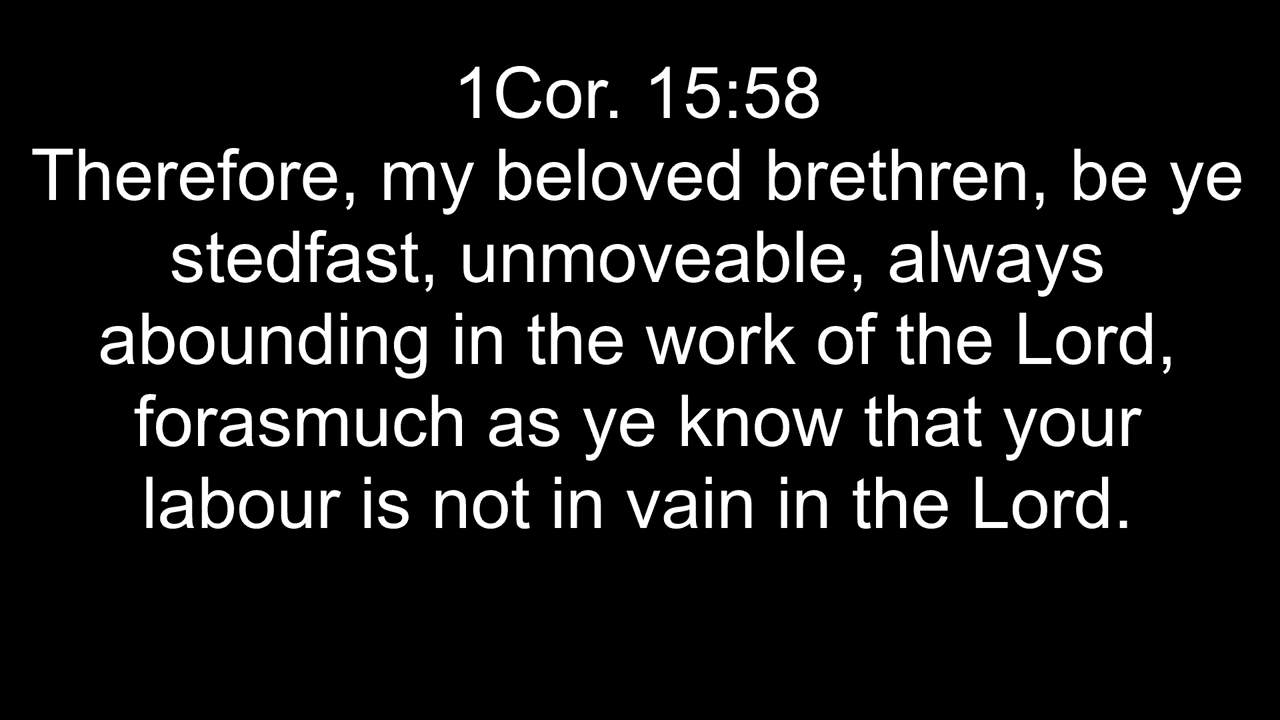 1Cor. 15:58
Therefore, my beloved brethren, be ye
stedfast, unmoveable, always
abounding in the work of the Lord,
forasmuch as ye know that your
labour is not in vain in the Lord.